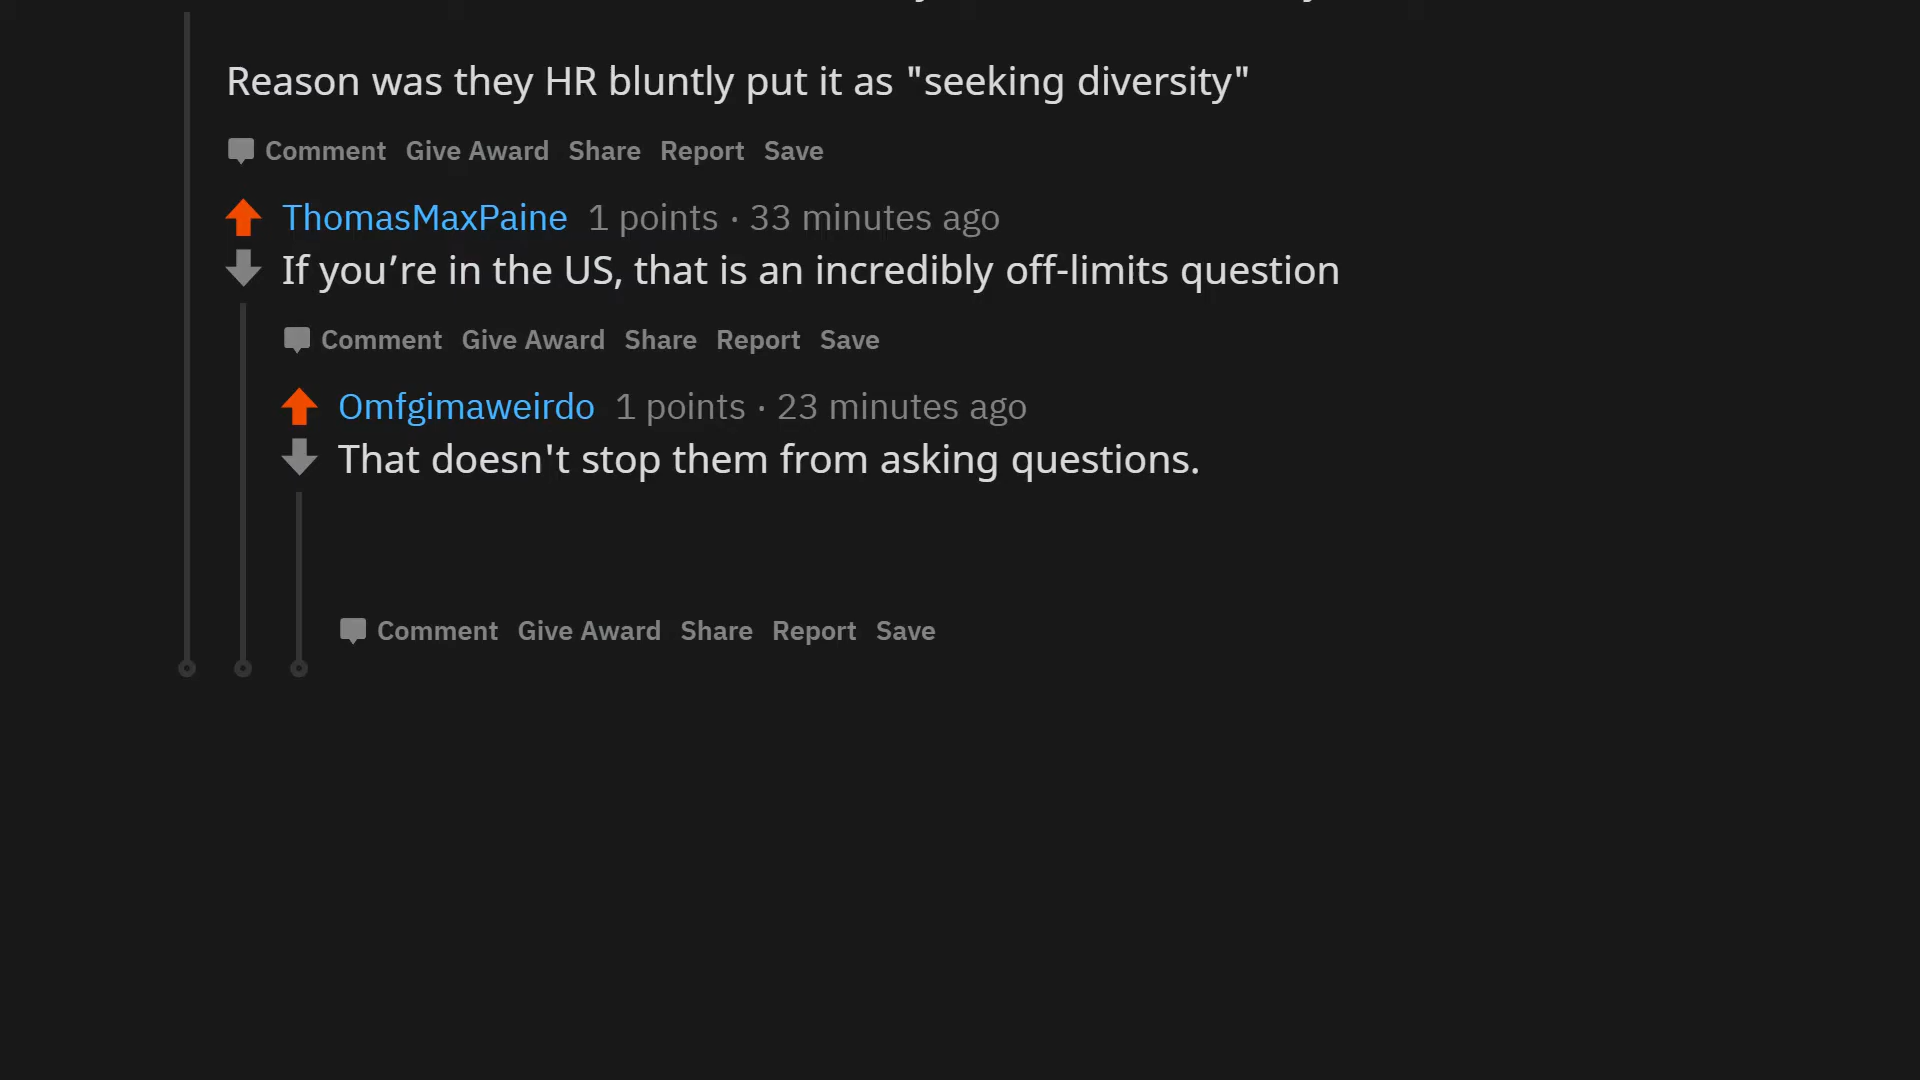 Reason was they HR bluntly put it as "seeking diversity"
Comment Give Award Share Report Save
ThomasMaxPaine 1 points · 33 minutes ago
If you’re in the US, that is an incredibly off-limits question
Comment Give Award Share Report Save
Omfgimaweirdo 1 points · 23 minutes ago
That doesn't stop them from asking questions.
Comment Give Award Share Report Save